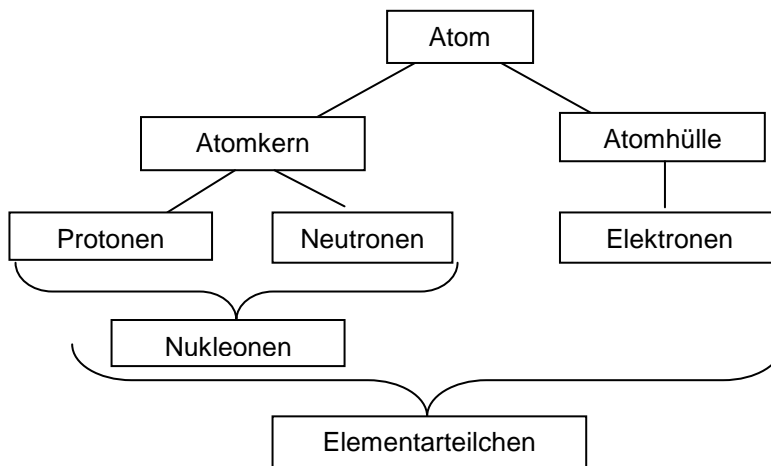 Atom
Atomkern
Atomhülle
Protonen
Neutronen
Elektronen
Nukleonen
Elementarteilchen